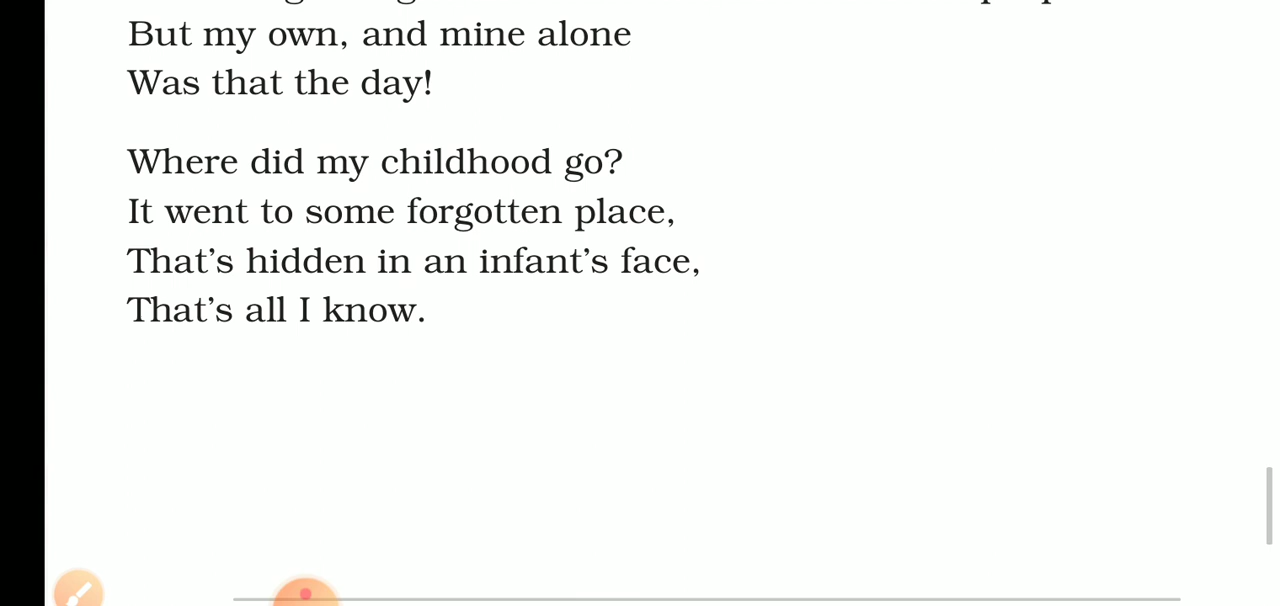 But my own, and mine alone
Was that the day!
Where did my childhood go?
It went to some forgotten place,
That's hidden in an infant's face,
That's all I know.